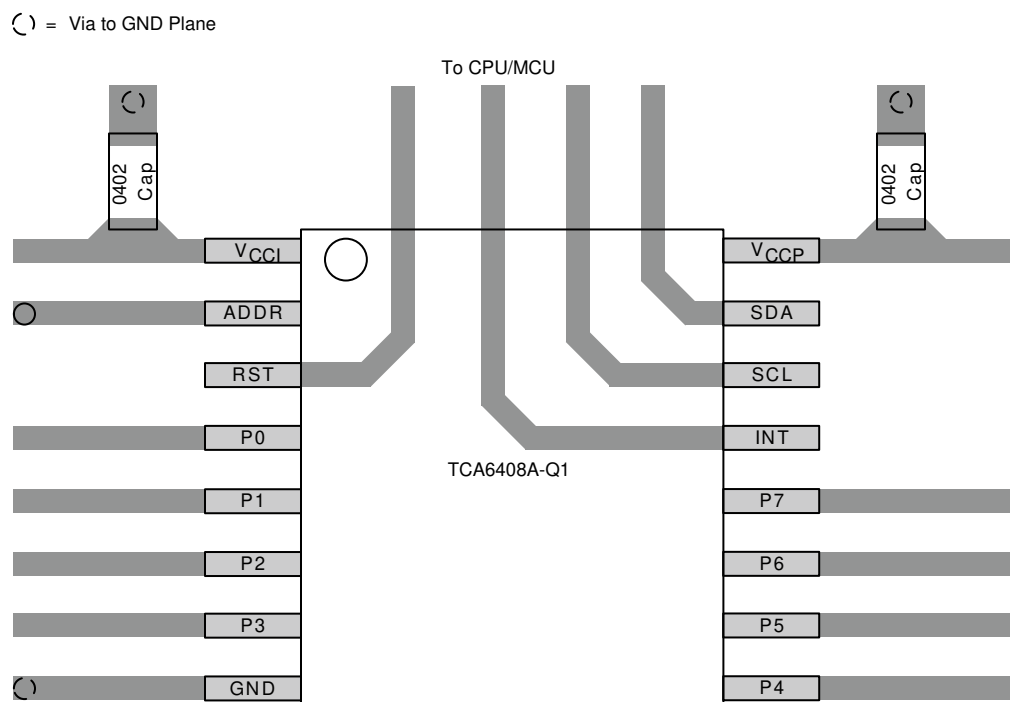 = Via to GND Plane
To CPU/MCU
0402
Cap
0402
Cap
VCCI
VCCP
ADDR
SDA
RST
SCL
P0
INT
TCA6408A-Q1
P1
P7
P2
P6
P3
P5
GND
P4